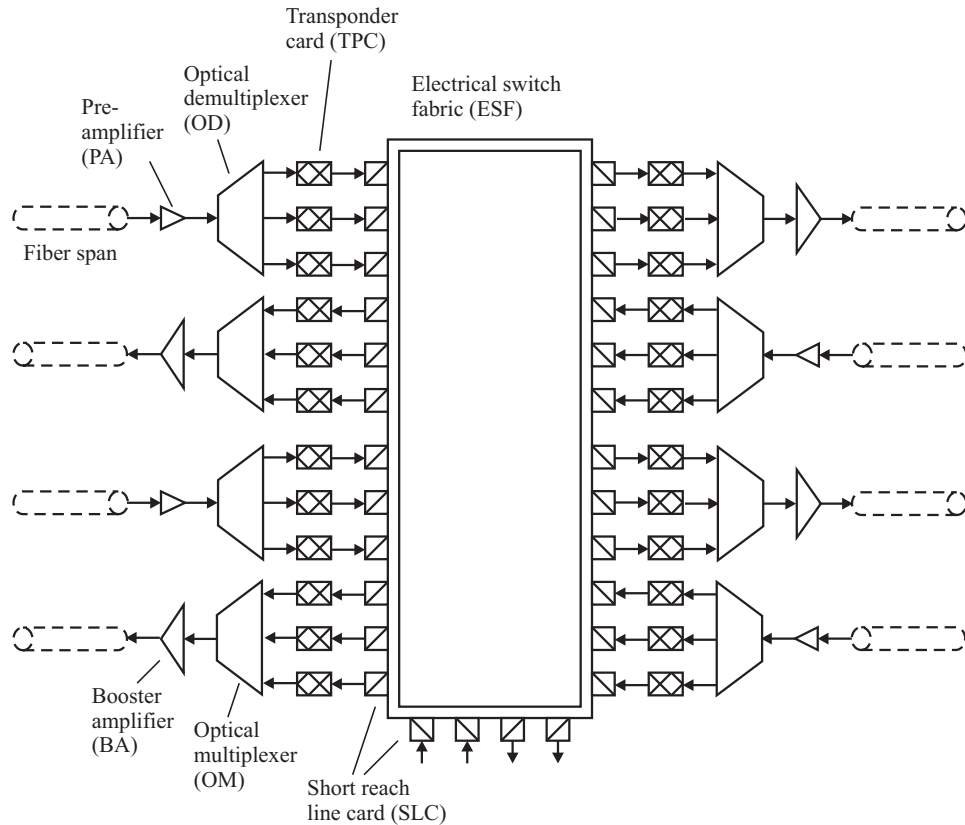 Transponder
card (TPC)
Optical
demultiplexer
(OD)
Electrical switch
fabric (ESF)
Pre-
amplifier
(PA)
Fiber span
Booster
amplifier
(BA)
Optical
multiplexer
(OM)
Short reach
line card (SLC)